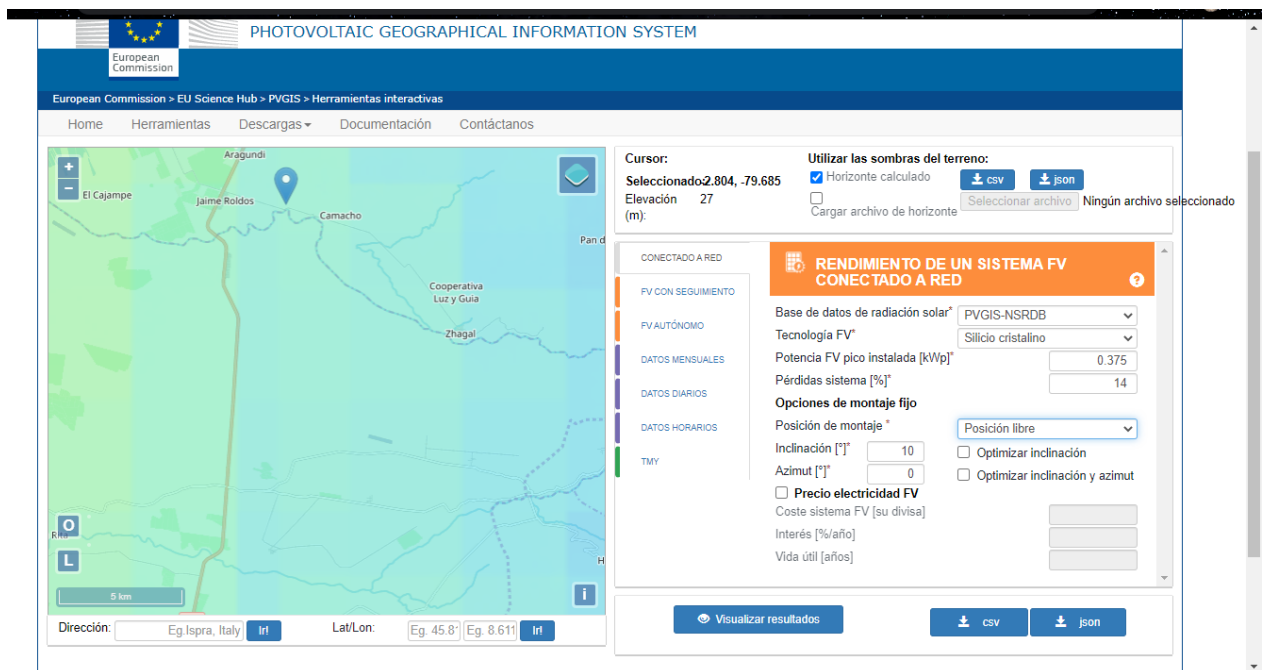 PHOTOVOLTAIC GEOGRAPHICAL INFORMATION SYSTEM
European
Commission
European Commission > EU Science Hub > PVGIS > Herramientas interactivas
Home Herramientas Descargas Documentación Contáctanos
+
−
Aragundi
El Cajampe
Jaime Roldos
Camacho
Pan d
Cooperativa
Luz y Guia
Zhagal
O
L
H
5 km
i
Dirección: Eg.Ispra, Italy Ir! Lat/Lon: Eg. 45.8 Eg. 8.611 Ir!
Cursor:
Seleccionado:-2.804, -79.685
Elevación 27
(m):
Utilizar las sombras del terreno:
Horizonte calculado csv json
Cargar archivo de horizonte Seleccionar archivo Ningún archivo seleccionado
CONECTADO A RED
FV CON SEGUIMIENTO
FV AUTÓNOMO
DATOS MENSUALES
DATOS DIARIOS
DATOS HORARIOS
TMY
RENDIMIENTO DE UN SISTEMA FV
CONECTADO A RED ?
Base de datos de radiación solar* PVGIS-NSRDB
Tecnología FV* Silicio cristalino
Potencia FV pico instalada [kWp]* 0.375
Pérdidas sistema [%]* 14
Opciones de montaje fijo
Posición de montaje * Posición libre
Inclinación [°]* 10 Optimizar inclinación
Azimut [°]* 0 Optimizar inclinación y azimut
Precio electricidad FV
Coste sistema FV [su divisa]
Interés [%/año]
Vida útil [años]
Visualizar resultados csv json